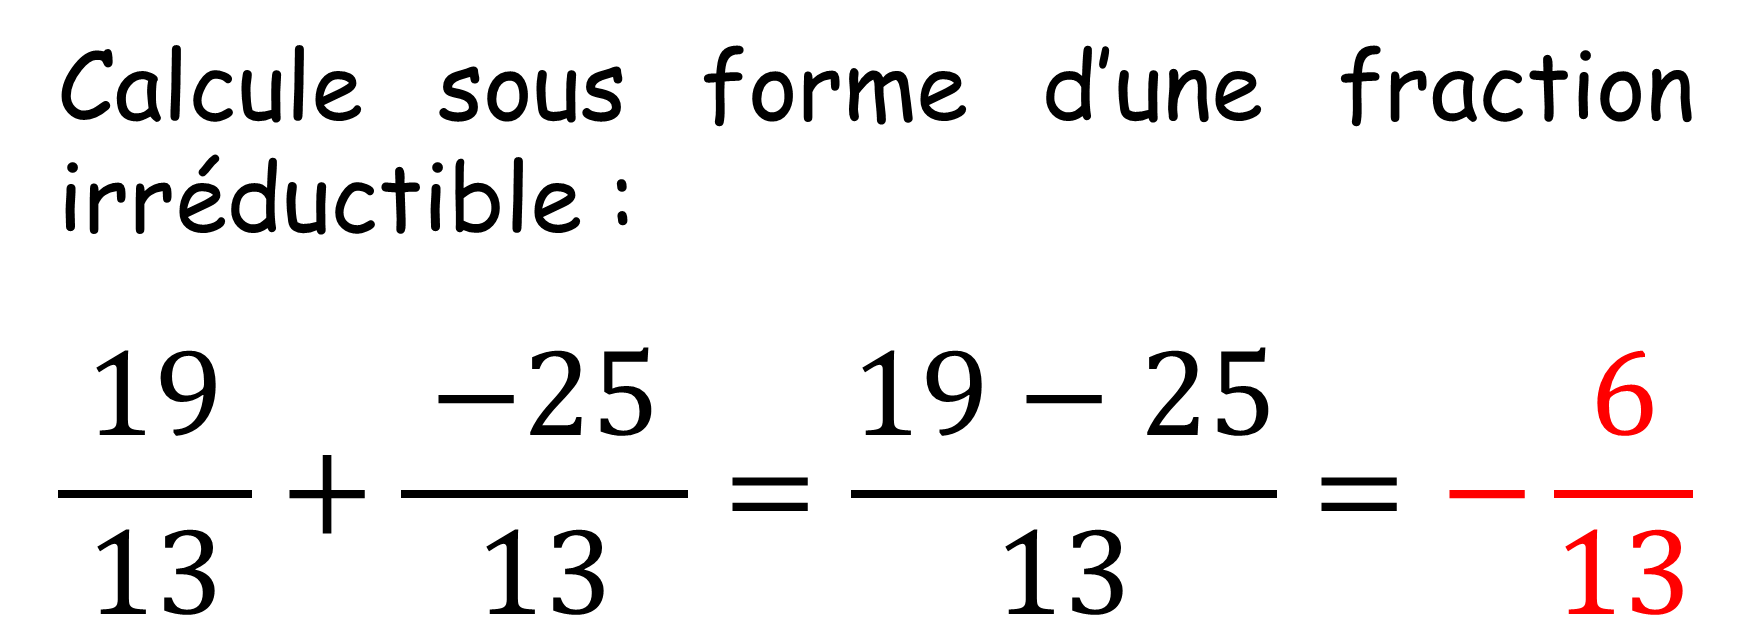 Calcule sous forme d’une fraction
irréductible :
19/13 + −25/13 = 19 − 25/13 = − 6/13